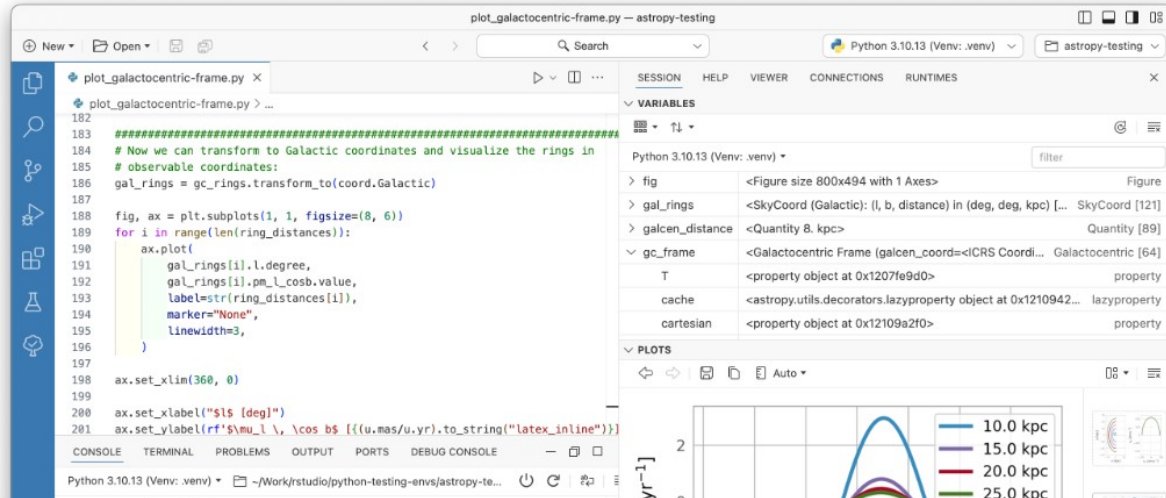 plot_galactocentric-frame.py — astropy-testing
New Open Search Python 3.10.13 (Venv: .venv) astropy-testing
plot_galactocentric-frame.py
plot_galactocentric-frame.py > ...
182
183 ################################################################################
184 # Now we can transform to Galactic coordinates and visualize the rings in
185 # observable coordinates:
186 gal_rings = gc_rings.transform_to(coord.Galactic)
187
188 fig, ax = plt.subplots(1, 1, figsize=(8, 6))
189 for i in range(len(ring_distances)):
190 ax.plot(
191 gal_rings[i].l.degree,
192 gal_rings[i].pm_l_cosb.value,
193 label=str(ring_distances[i]),
194 marker="None",
195 linewidth=3,
196 )
197
198 ax.set_xlim(360, 0)
199
200 ax.set_xlabel("$l$ [deg]")
201 ax.set_ylabel(rf'$\mu_l \, \cos b$ [{(u.mas/u.yr).to_string("latex_inline")}]
CONSOLE TERMINAL PROBLEMS OUTPUT PORTS DEBUG CONSOLE
Python 3.10.13 (Venv: .venv) ~/Work/rstudio/python-testing-envs/astropy-te...
SESSION HELP VIEWER CONNECTIONS RUNTIMES
VARIABLES
Python 3.10.13 (Venv: .venv) filter
fig <Figure size 800x494 with 1 Axes> Figure
gal_rings <SkyCoord (Galactic): (l, b, distance) in (deg, deg, kpc) [... SkyCoord [121]
galcen_distance <Quantity 8. kpc> Quantity [89]
gc_frame <Galactocentric Frame (galcen_coord=<ICRS Coordi... Galactocentric [64]
T <property object at 0x1207fe9d0> property
cache <astropy.utils.decorators.lazyproperty object at 0x1210942... lazyproperty
cartesian <property object at 0x12109a2f0> property
PLOTS
Auto
2
yr⁻¹]
10.0 kpc
15.0 kpc
20.0 kpc
25.0 kpc